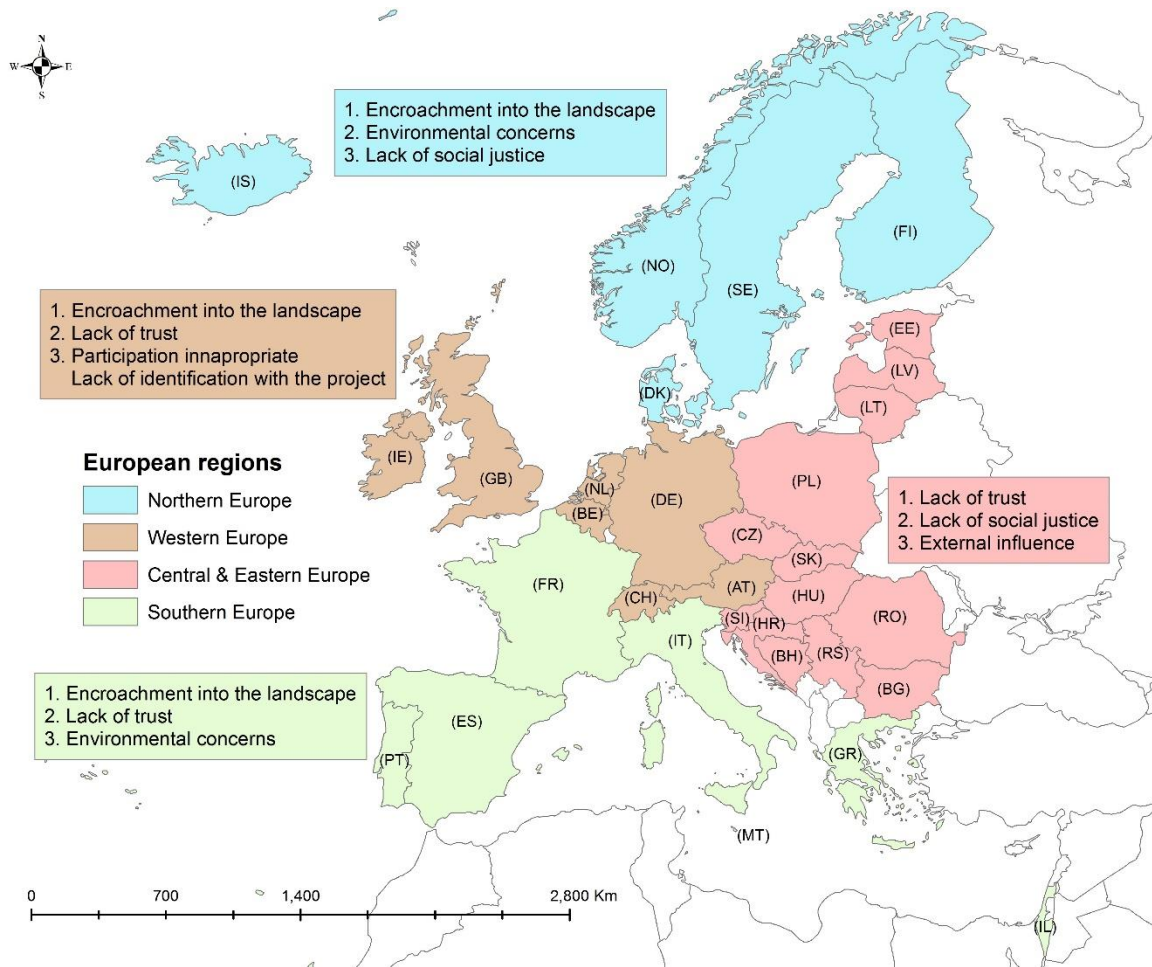 N
W E
S
1. Encroachment into the landscape
2. Environmental concerns
3. Lack of social justice
(IS)
(FI)
(NO)
(SE)
1. Encroachment into the landscape
2. Lack of trust
3. Participation innapropriate
Lack of identification with the project
(EE)
(LV)
(DK)
(LT)
European regions
Northern Europe
Western Europe
Central & Eastern Europe
Southern Europe
(IE)
(GB)
(NL)
(BE)
(DE)
(PL)
1. Lack of trust
2. Lack of social justice
3. External influence
(CZ)
(SK)
(FR)
(CH)
(AT)
(HU)
(SI)
(HR)
(RO)
(IT)
(BH)
(RS)
(BG)
1. Encroachment into the landscape
2. Lack of trust
3. Environmental concerns
(ES)
(PT)
(GR)
(MT)
0 700 1,400 2,800 Km
(IL)